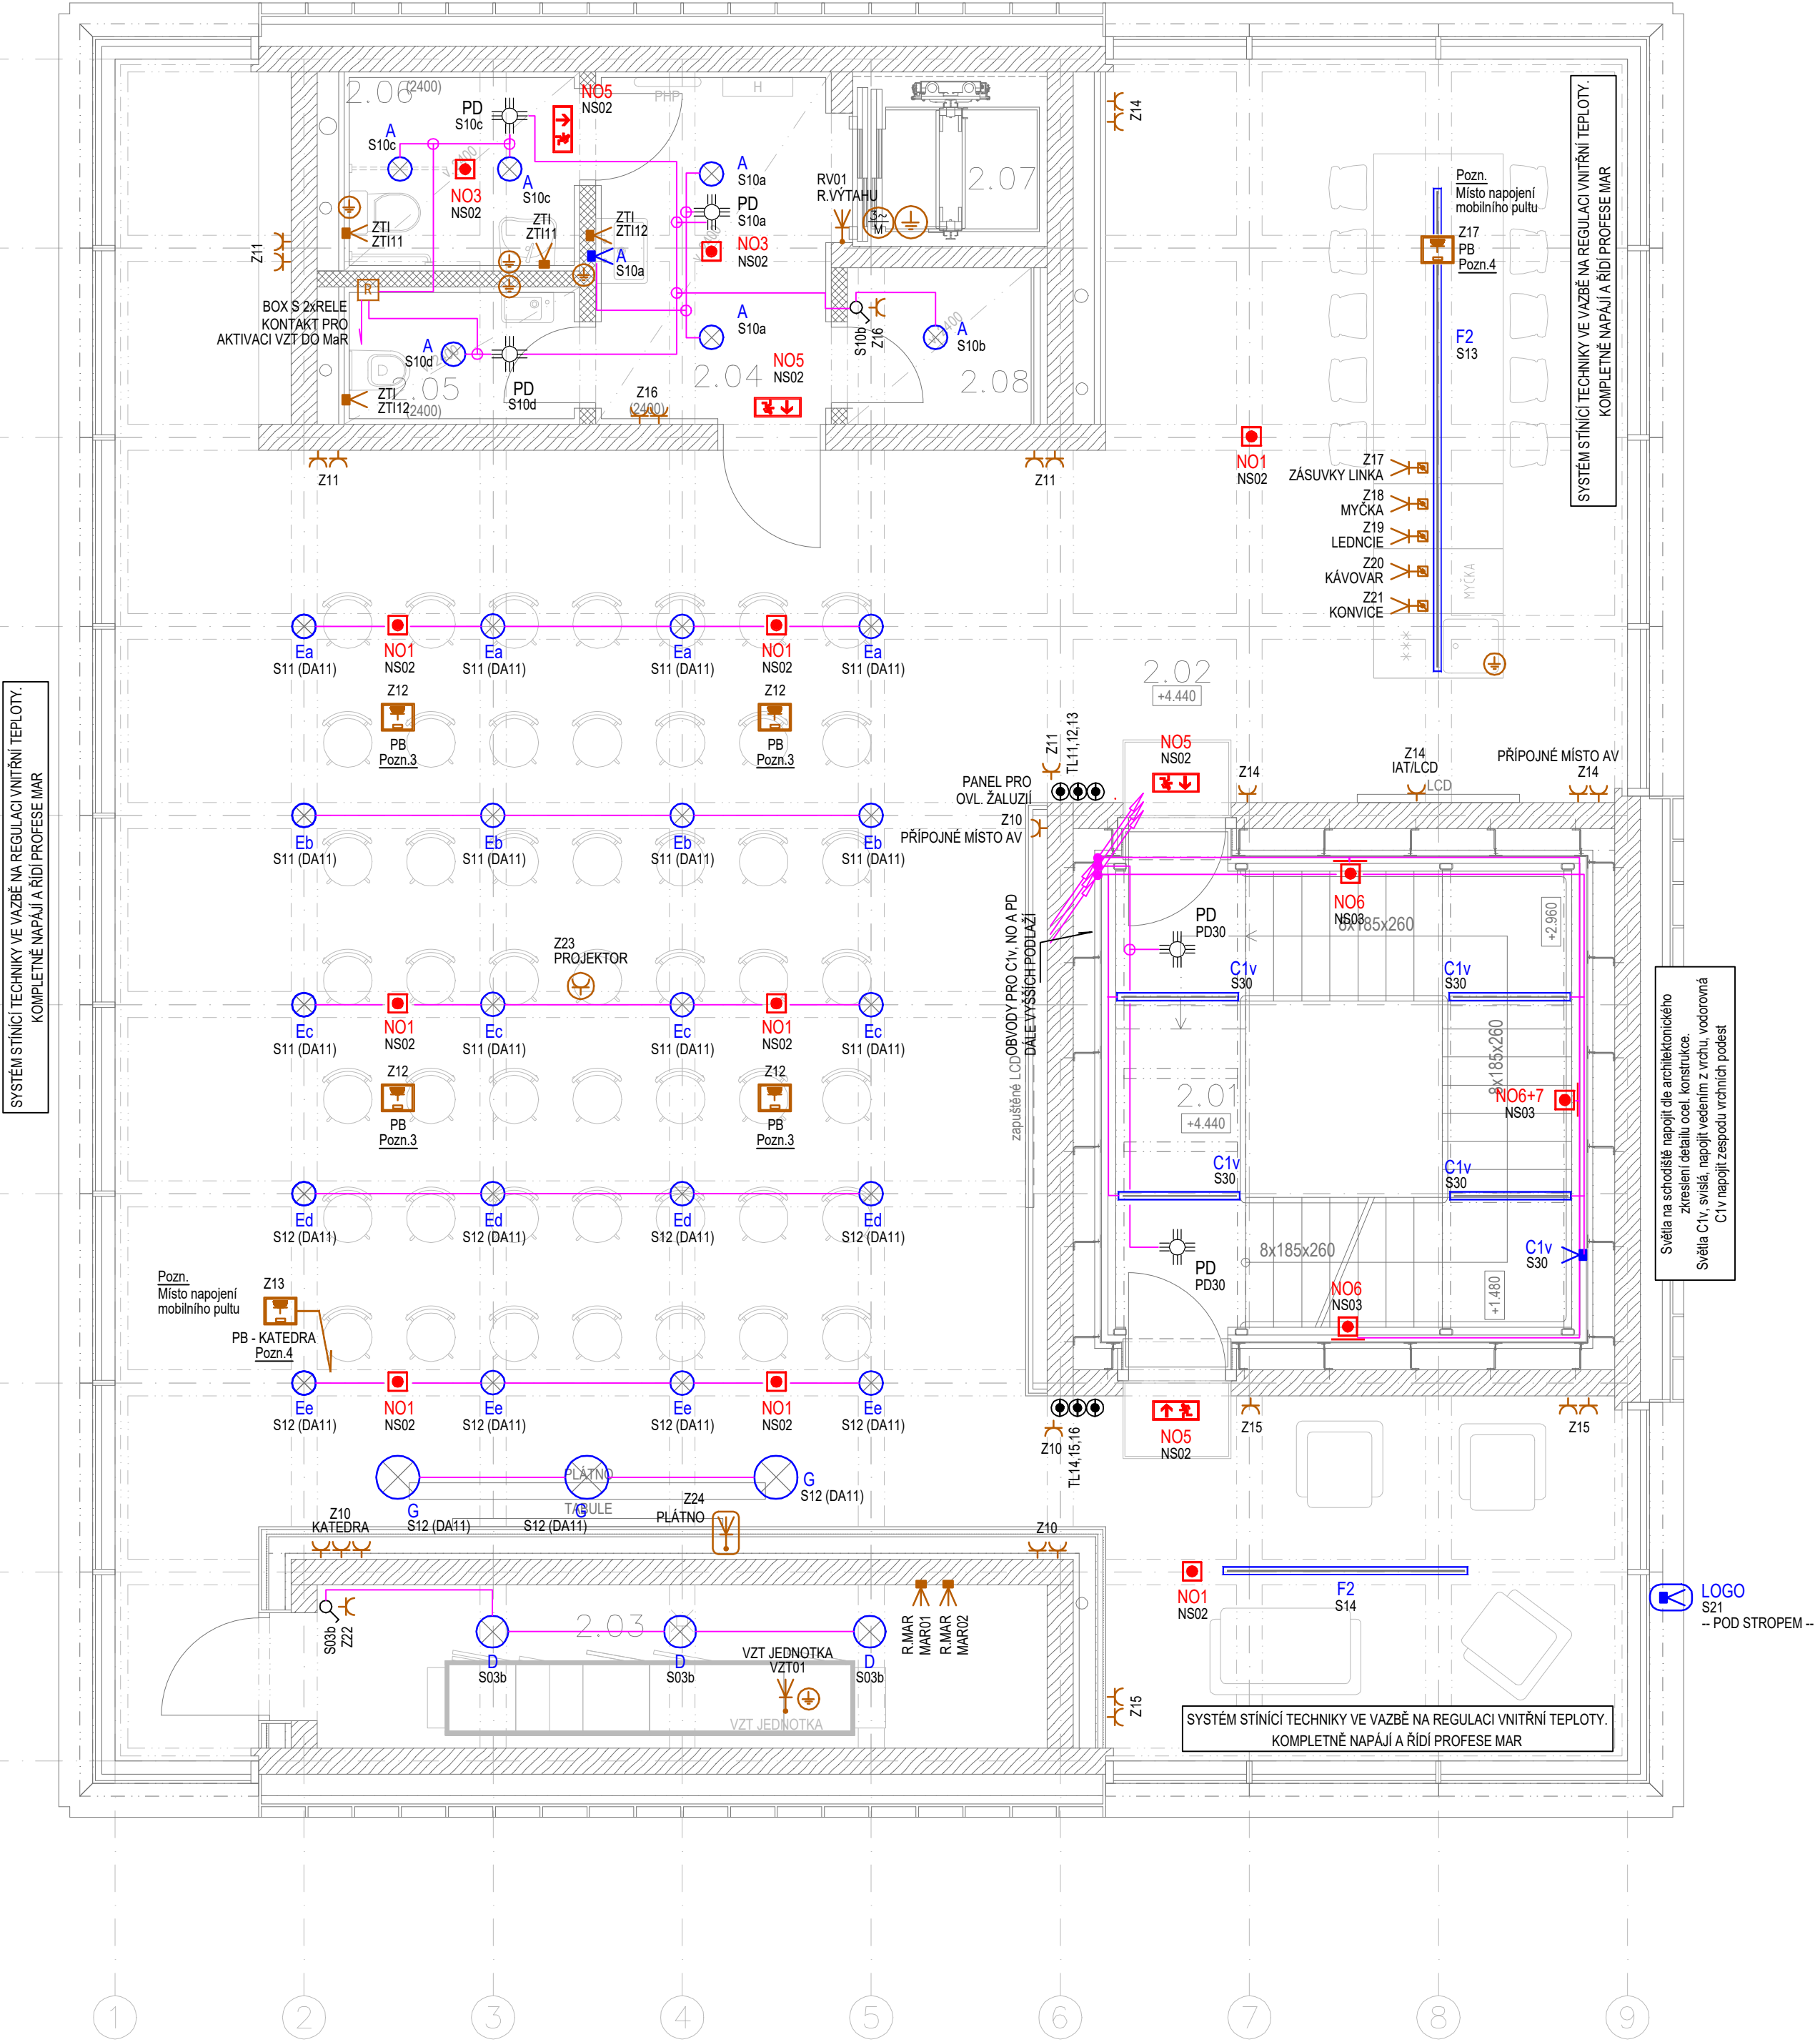 2.06
(2400)
PD
S10c
NO5
NS02
PHP
H
A
S10c
NO3
NS02
A
S10c
A
S10a
PD
S10a
NO3
NS02
RV01
R.VÝTAHU
3~
M
2.07
Z14
ZTI
ZTI11
ZTI
ZTI11
ZTI
ZTI12
A
S10a
Z11
R
BOX S 2xRELE
KONTAKT PRO
AKTIVACI VZT DO MaR
A
S10d
PD
S10d
ZTI
ZTI12
2.05
(2400)
A
S10a
2.04
NO5
NS02
Z16
(2400)
S10b
Z16
A
S10b
2.08
Z11
Z11
Pozn.
Místo napojení
mobilního pultu
Z17
PB
Pozn.4
F2
S13
SYSTÉM STÍNÍCÍ TECHNIKY VE VAZBĚ NA REGULACI VNITŘNÍ TEPLOTY.
KOMPLETNĚ NAPÁJÍ A ŘÍDÍ PROFESE MAR
NO1
NS02
Z17
ZÁSUVKY LINKA
Z18
MYČKA
Z19
LEDNCIE
Z20
KÁVOVAR
Z21
KONVICE
MYČKA
***
Ea
S11 (DA11)
NO1
NS02
Ea
S11 (DA11)
Ea
S11 (DA11)
NO1
NS02
Ea
S11 (DA11)
2.02
+4.440
Z12
PB
Pozn.3
Z12
PB
Pozn.3
SYSTÉM STÍNÍCÍ TECHNIKY VE VAZBĚ NA REGULACI VNITŘNÍ TEPLOTY.
KOMPLETNĚ NAPÁJÍ A ŘÍDÍ PROFESE MAR
Z11
TL11,12,13
PANEL PRO
OVL. ŽALUZIÍ
Z10
PŘÍPOJNÉ MÍSTO AV
NO5
NS02
Z14
Z14
IAT/LCD
LCD
PŘÍPOJNÉ MÍSTO AV
Z14
Eb
S11 (DA11)
Eb
S11 (DA11)
Eb
S11 (DA11)
Eb
S11 (DA11)
OBVODY PRO C1v, NO A PD
DÁLE VYŠŠÍCH PODLAŽÍ
zapuštěné LCD
PD
PD30
NO6
NS03
8x185x260
+2.960
C1v
S30
C1v
S30
Z23
PROJEKTOR
Ec
S11 (DA11)
NO1
NS02
Ec
S11 (DA11)
Ec
S11 (DA11)
NO1
NS02
Ec
S11 (DA11)
Z12
PB
Pozn.3
Z12
PB
Pozn.3
2.01
+4.440
8x185x260
NO6+7
NS03
C1v
S30
C1v
S30
Světla na schodiště napojit dle architektonického
zkreslení detailu ocel. konstrukce.
Světla C1v, svislá, napojit vedením z vrchu, vodorovná
C1v napojit zespodu vrchních podest
Ed
S12 (DA11)
Ed
S12 (DA11)
Ed
S12 (DA11)
Ed
S12 (DA11)
PD
PD30
8x185x260
C1v
S30
NO6
NS03
+1.480
Pozn.
Místo napojení
mobilního pultu
Z13
PB - KATEDRA
Pozn.4
Ee
S12 (DA11)
NO1
NS02
Ee
S12 (DA11)
Ee
S12 (DA11)
NO1
NS02
Ee
S12 (DA11)
Z10
TL14,15,16
NO5
NS02
Z15
Z15
PLÁTNO
TABULE
G
S12 (DA11)
G
S12 (DA11)
G
S12 (DA11)
Z24
PLÁTNO
Z10
KATEDRA
Z10
NO1
NS02
F2
S14
LOGO
S21
-- POD STROPEM --
S03b
Z22
2.03
D
S03b
D
S03b
D
S03b
VZT JEDNOTKA
VZT01
VZT JEDNOTKA
R.MAR
MAR01
R.MAR
MAR02
Z15
SYSTÉM STÍNÍCÍ TECHNIKY VE VAZBĚ NA REGULACI VNITŘNÍ TEPLOTY.
KOMPLETNĚ NAPÁJÍ A ŘÍDÍ PROFESE MAR
1
2
3
4
5
6
7
8
9